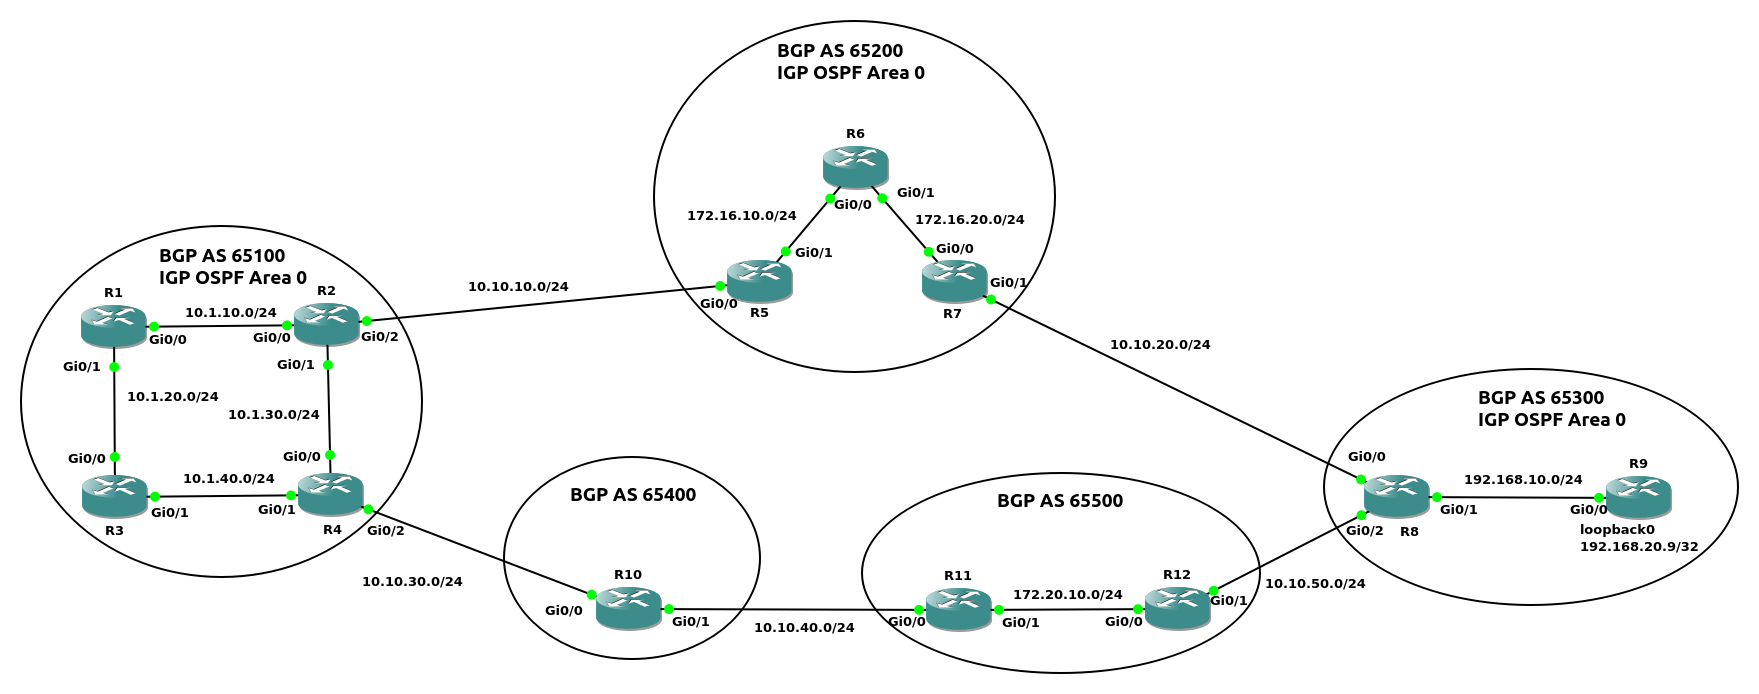 BGP AS 65200
IGP OSPF Area 0
R6
Gi0/1
Gi0/0
172.16.10.0/24
172.16.20.0/24
Gi0/1
Gi0/0
Gi0/0
R5
Gi0/1
R7
10.10.10.0/24
10.10.20.0/24
BGP AS 65100
IGP OSPF Area 0
R1
R2
10.1.10.0/24
Gi0/0
Gi0/0
Gi0/2
Gi0/1
Gi0/1
10.1.20.0/24
10.1.30.0/24
Gi0/0
Gi0/0
10.1.40.0/24
Gi0/1
Gi0/1
R3
R4
Gi0/2
10.10.30.0/24
BGP AS 65400
R10
Gi0/0
Gi0/1
10.10.40.0/24
BGP AS 65500
R11
R12
172.20.10.0/24
Gi0/0
Gi0/1
Gi0/0
Gi0/1
10.10.50.0/24
BGP AS 65300
IGP OSPF Area 0
Gi0/0
R9
192.168.10.0/24
Gi0/1
Gi0/0
Gi0/2
R8
loopback0
192.168.20.9/32